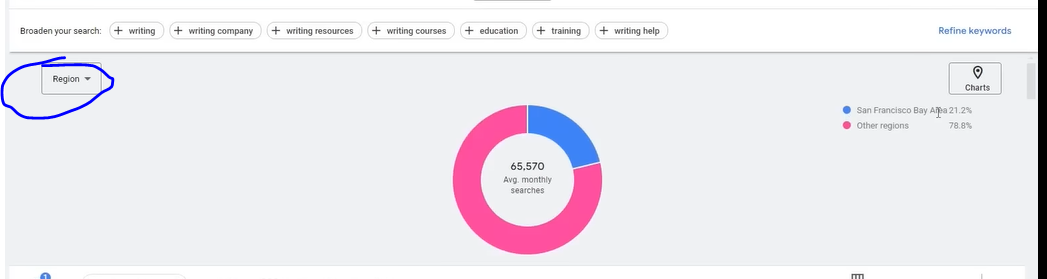 Broaden your search: + writing + writing company + writing resources + writing courses + education + training + writing help Refine keywords
Region
Charts
San Francisco Bay Area 21.2%
Other regions 78.8%
65,570
Avg. monthly
searches
1